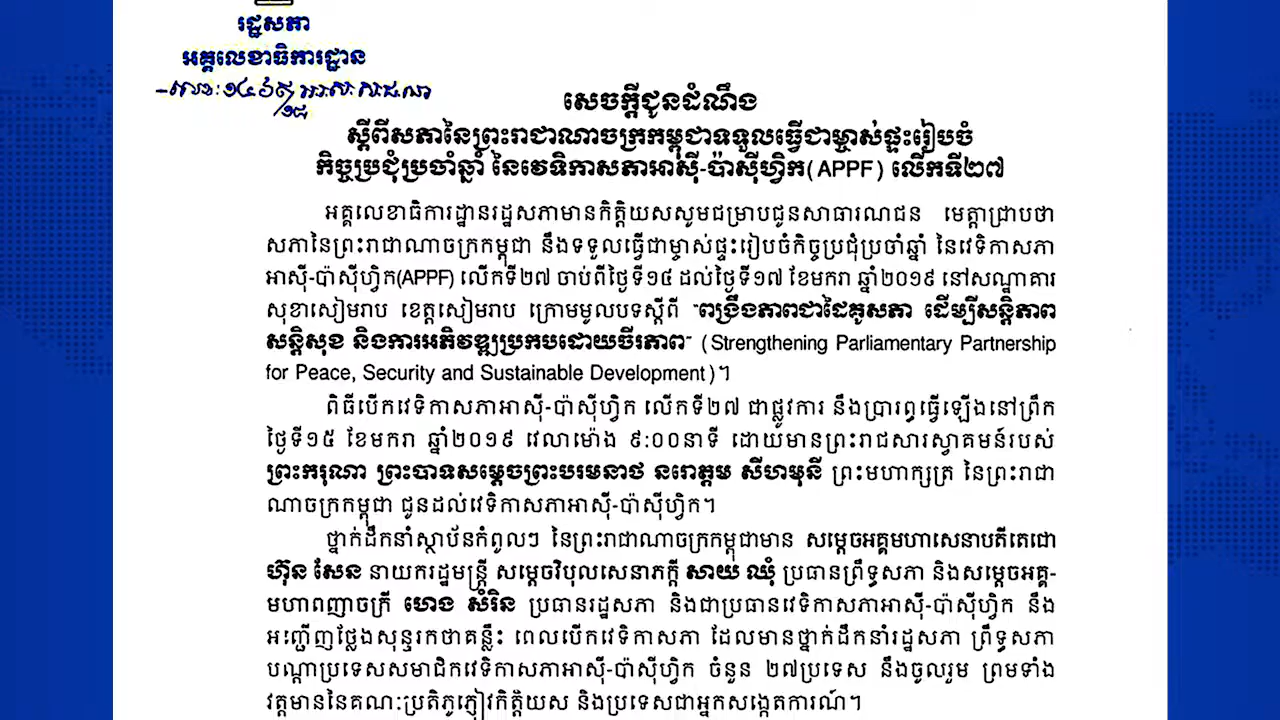 រដ្ឋសភា
អគ្គលេខាធិការដ្ឋាន
សេចក្តីជូនដំណឹង
ស្តីពីសភានៃព្រះរាជាណាចក្រកម្ពុជាទទួលធ្វើជាម្ចាស់ផ្ទះរៀបចំ
កិច្ចប្រជុំប្រចាំឆ្នាំ នៃវេទិកាសភាអាស៊ី-ប៉ាស៊ីហ្វិក(APPF) លើកទី២៧
អគ្គលេខាធិការដ្ឋានរដ្ឋសភាមានកិត្តិយសសូមជម្រាបជូនសាធារណជន មេត្តាជ្រាបថា
សភានៃព្រះរាជាណាចក្រកម្ពុជា នឹងទទួលធ្វើជាម្ចាស់ផ្ទះរៀបចំកិច្ចប្រជុំប្រចាំឆ្នាំ នៃវេទិកាសភា
អាស៊ី-ប៉ាស៊ីហ្វិក(APPF) លើកទី២៧ ចាប់ពីថ្ងៃទី១៤ ដល់ថ្ងៃទី១៧ ខែមករា ឆ្នាំ២០១៩ នៅសណ្ឋាគារ
សុខាសៀមរាប ខេត្តសៀមរាប ក្រោមមូលបទស្តីពី "ពង្រឹងភាពជាដៃគូសភា ដើម្បីសន្តិភាព
សន្តិសុខ និងការអភិវឌ្ឍប្រកបដោយចីរភាព" (Strengthening Parliamentary Partnership
for Peace, Security and Sustainable Development)។
ពិធីបើកវេទិកាសភាអាស៊ី-ប៉ាស៊ីហ្វិក លើកទី២៧ ជាផ្លូវការ នឹងប្រារព្ធធ្វើឡើងនៅព្រឹក
ថ្ងៃទី១៥ ខែមករា ឆ្នាំ២០១៩ វេលាម៉ោង ៩:០០នាទី ដោយមានព្រះរាជសារស្វាគមន៍របស់
ព្រះករុណា ព្រះបាទសម្តេចព្រះបរមនាថ នរោត្តម សីហមុនី ព្រះមហាក្សត្រ នៃព្រះរាជា
ណាចក្រកម្ពុជា ជូនដល់វេទិកាសភាអាស៊ី-ប៉ាស៊ីហ្វិក។
ថ្នាក់ដឹកនាំស្ថាប័នកំពូលៗ នៃព្រះរាជាណាចក្រកម្ពុជាមាន សម្តេចអគ្គមហាសេនាបតីតេជោ
ហ៊ុន សែន នាយករដ្ឋមន្ត្រី សម្តេចវិបុលសេនាភក្តី សាយ ឈុំ ប្រធានព្រឹទ្ធសភា និងសម្តេចអគ្គ-
មហាពញាចក្រី ហេង សំរិន ប្រធានរដ្ឋសភា និងជាប្រធានវេទិកាសភាអាស៊ី-ប៉ាស៊ីហ្វិក នឹង
អញ្ជើញថ្លែងសុន្ទរកថាគន្លឹះ ពេលបើកវេទិកាសភា ដែលមានថ្នាក់ដឹកនាំរដ្ឋសភា ព្រឹទ្ធសភា
បណ្តាប្រទេសសមាជិកវេទិកាសភាអាស៊ី-ប៉ាស៊ីហ្វិក ចំនួន ២៧ប្រទេស នឹងចូលរួម ព្រមទាំង
វត្តមាននៃគណៈប្រតិភូភ្ញៀវកិត្តិយស និងប្រទេសជាអ្នកសង្កេតការណ៍។